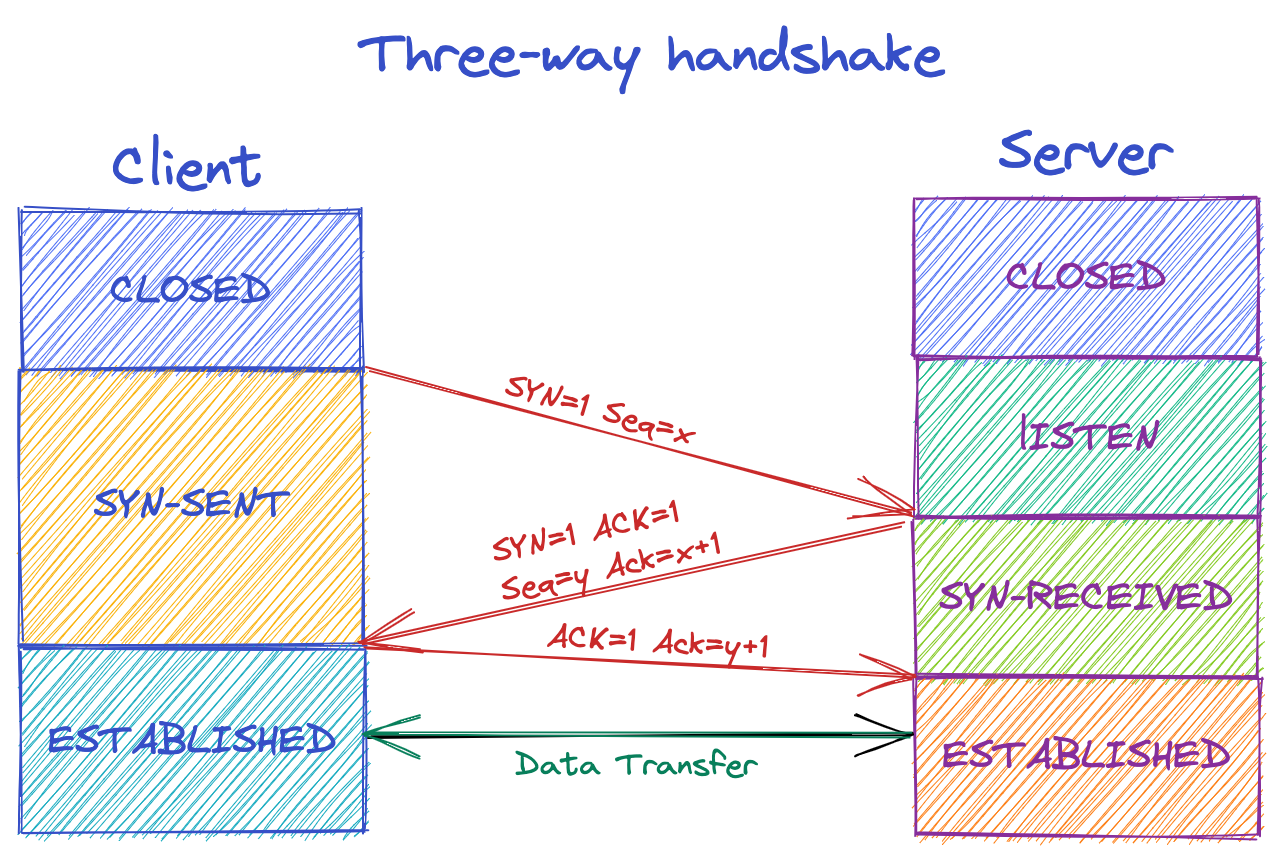 Three-way handshake
Client
Server
CLOSED
CLOSED
SYN=1 Seq=x
LISTEN
SYN-SENT
SYN=1 ACK=1
Seq=y Ack=x+1
SYN-RECEIVED
ACK=1 Ack=y+1
ESTABLISHED
Data Transfer
ESTABLISHED